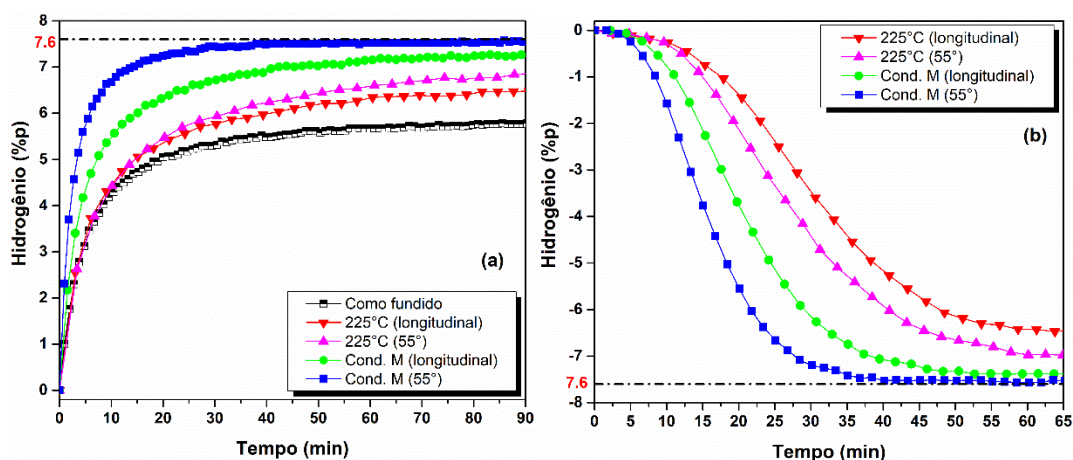 8
7.6
7
6
5
4
3
2
1
0
Hidrogênio (%p)
(a)
Como fundido
225°C (longitudinal)
225°C (55°)
Cond. M (longitudinal)
Cond. M (55°)
0 10 20 30 40 50 60 70 80 90
Tempo (min)
0
-1
-2
-3
-4
-5
-6
-7
7.6
-8
Hidrogênio (%p)
225°C (longitudinal)
225°C (55°)
Cond. M (longitudinal)
Cond. M (55°)
(b)
0 5 10 15 20 25 30 35 40 45 50 55 60 65
Tempo (min)